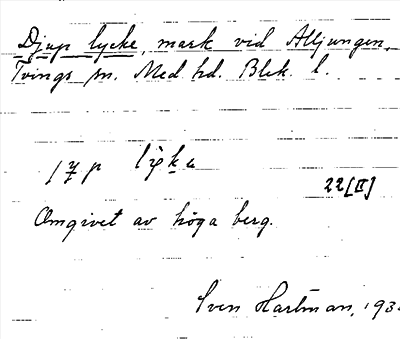 Djup lycke, mark vid Alljungen,
Tvings sn. Med hd. Blek. l.
22[II]
Omgivet av höga berg.
Sven Hartman, 193